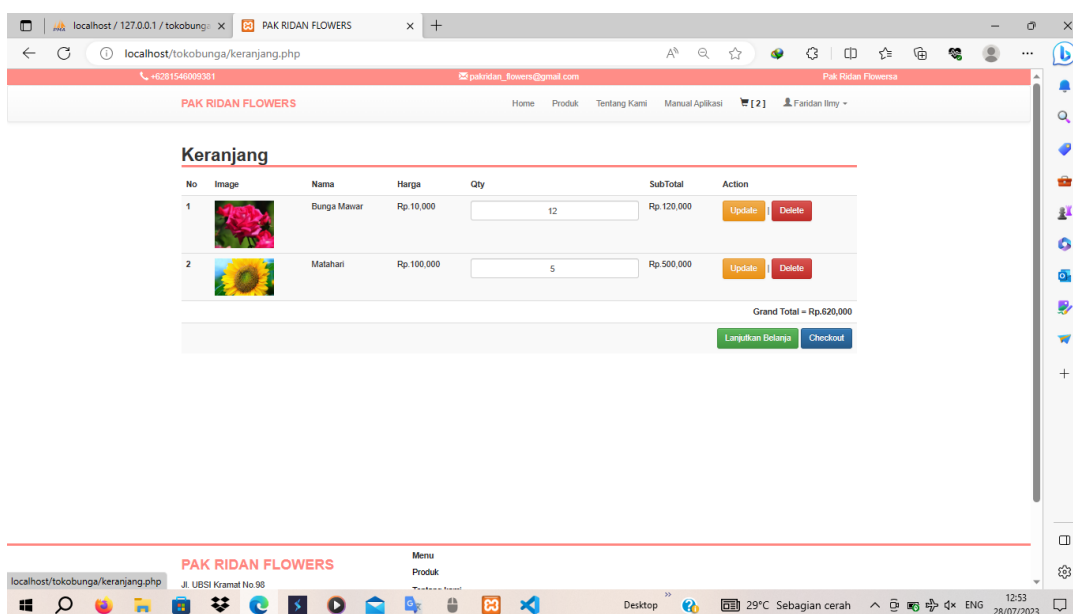 localhost / 127.0.0.1 / tokobunga
PAK RIDAN FLOWERS
localhost/tokobunga/keranjang.php
+6281546009381
pakridan_flowers@gmail.com
Pak Ridan Flowersa
PAK RIDAN FLOWERS
Home Produk Tentang Kami Manual Aplikasi [ 2 ] Faridan Ilmy
Keranjang
No Image Nama Harga Qty SubTotal Action
1 Bunga Mawar Rp.10,000 12 Rp.120,000 Update | Delete
2 Matahari Rp.100,000 5 Rp.500,000 Update | Delete
Grand Total = Rp.620,000
Lanjutkan Belanja Checkout
PAK RIDAN FLOWERS
Jl. UBSI Kramat No.98
Menu
Produk
localhost/tokobunga/keranjang.php
Desktop 29°C Sebagian cerah ENG 12:53
28/07/2023